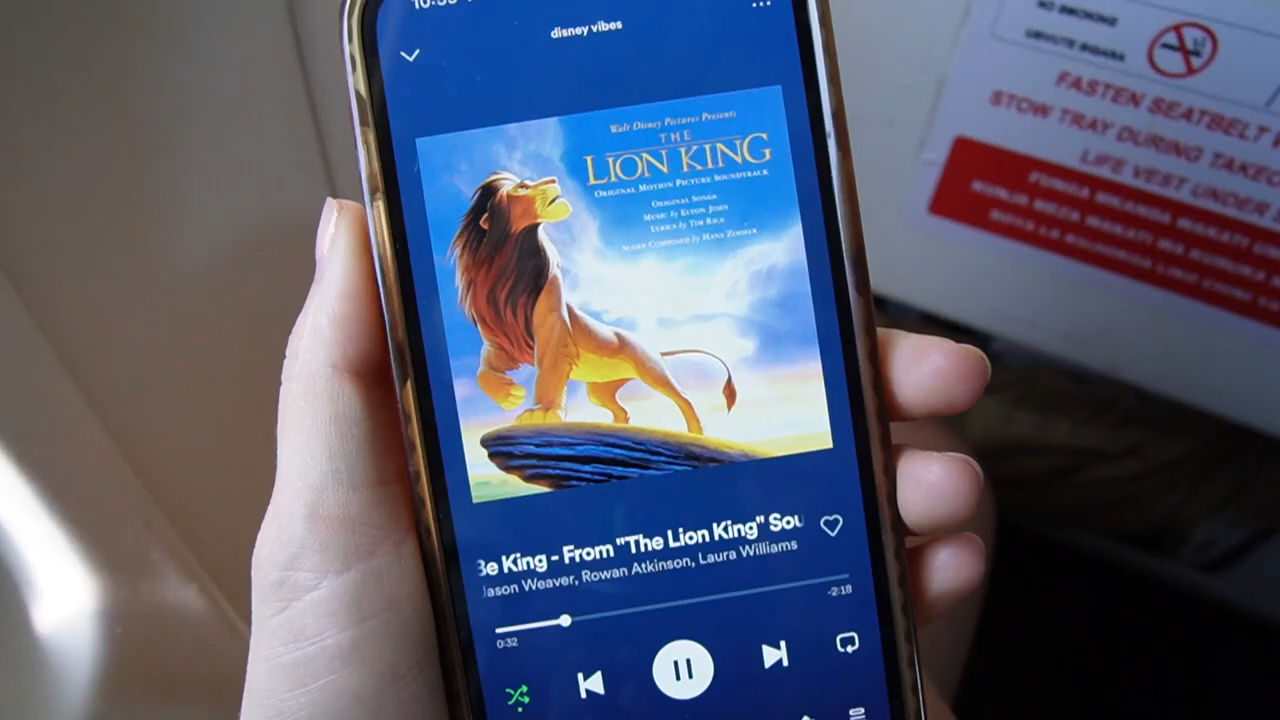 disney vibes
Walt Disney Pictures Presents
THE
LION KING
ORIGINAL MOTION PICTURE SOUNDTRACK
ORIGINAL SONGS
MUSIC by ELTON JOHN
LYRICS by TIM RICE
SCORE COMPOSED by HANS ZIMMER
Be King - From "The Lion King" Sou
Jason Weaver, Rowan Atkinson, Laura Williams
0:32
-2:18
NO SMOKING
USIVUTE SIGARA
FASTEN SEATBELT
STOW TRAY DURING TAKEO
LIFE VEST UNDER